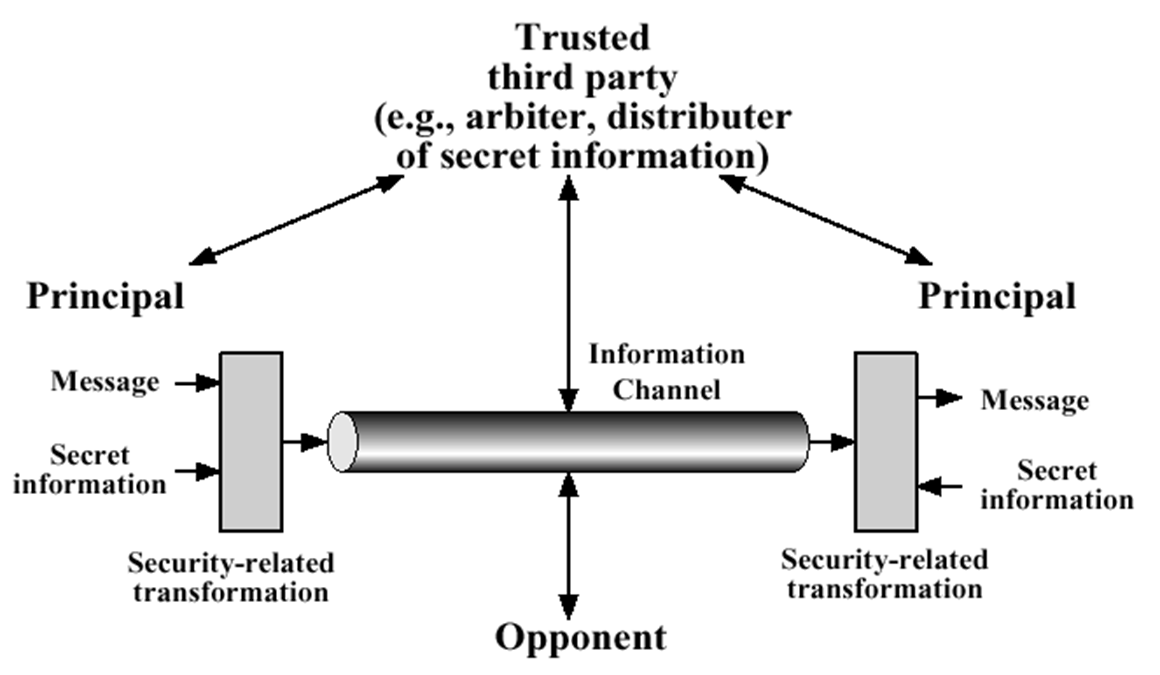 Trusted
third party
(e.g., arbiter, distributer
of secret information)
Principal
Principal
Information
Channel
Message
Secret
information
Security-related
transformation
Message
Secret
information
Security-related
transformation
Opponent